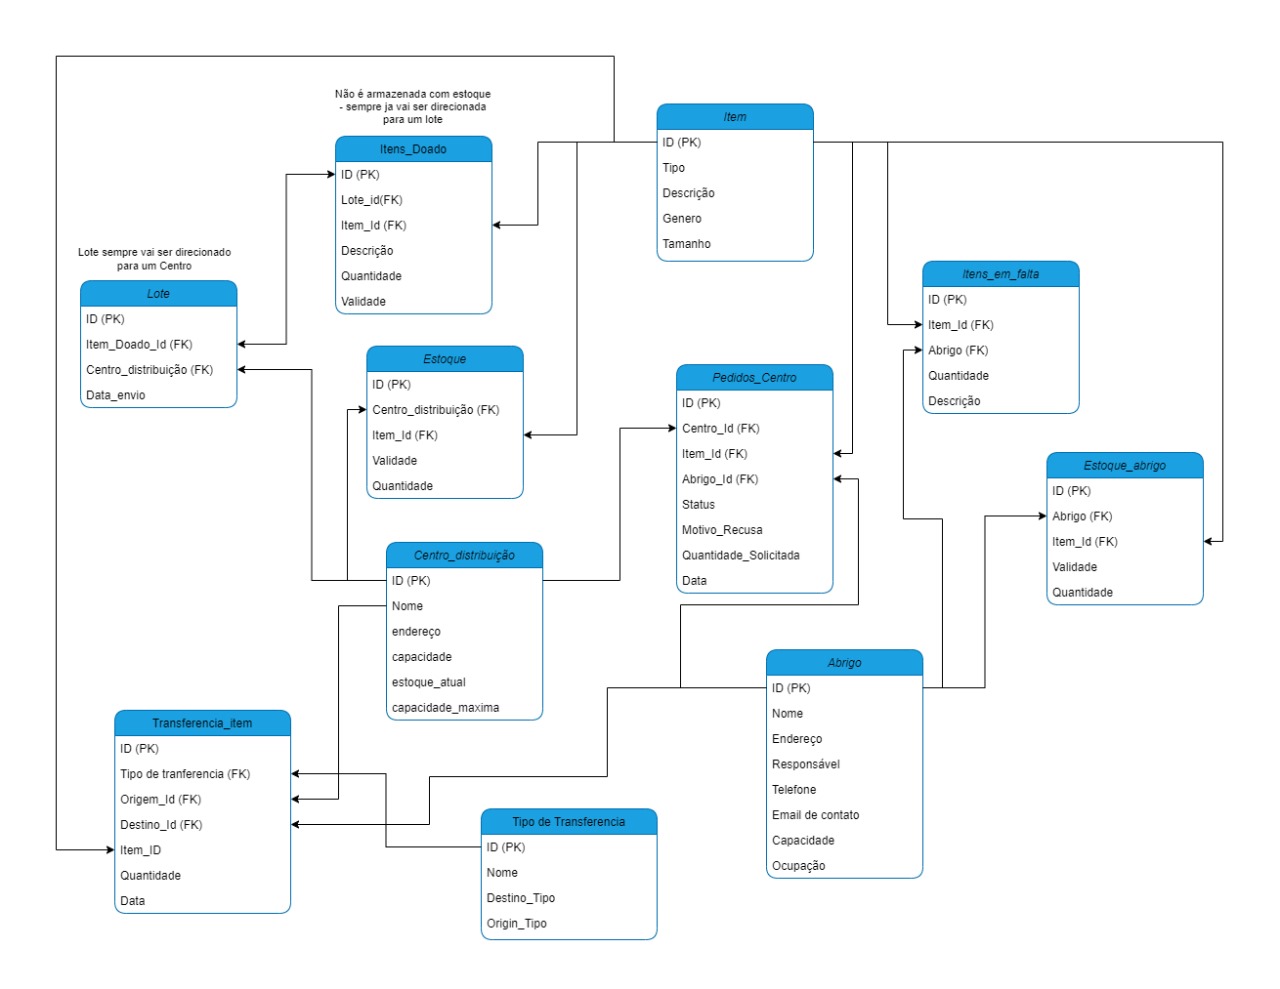 Não é armazenada com estoque
- sempre ja vai ser direcionada
para um lote
Itens_Doado
ID (PK)
Lote_id(FK)
Item_Id (FK)
Descrição
Quantidade
Validade
Item
ID (PK)
Tipo
Descrição
Genero
Tamanho
Lote sempre vai ser direcionado
para um Centro
Lote
ID (PK)
Item_Doado_Id (FK)
Centro_distribuição (FK)
Data_envio
Itens_em_falta
ID (PK)
Item_Id (FK)
Abrigo (FK)
Quantidade
Descrição
Estoque
ID (PK)
Centro_distribuição (FK)
Item_Id (FK)
Validade
Quantidade
Pedidos_Centro
ID (PK)
Centro_Id (FK)
Item_Id (FK)
Abrigo_Id (FK)
Status
Motivo_Recusa
Quantidade_Solicitada
Data
Estoque_abrigo
ID (PK)
Abrigo (FK)
Item_Id (FK)
Validade
Quantidade
Centro_distribuição
ID (PK)
Nome
endereço
capacidade
estoque_atual
capacidade_maxima
Abrigo
ID (PK)
Nome
Endereço
Responsável
Telefone
Email de contato
Capacidade
Ocupação
Transferencia_item
ID (PK)
Tipo de tranferencia (FK)
Origem_Id (FK)
Destino_Id (FK)
Item_ID
Quantidade
Data
Tipo de Transferencia
ID (PK)
Nome
Destino_Tipo
Origin_Tipo